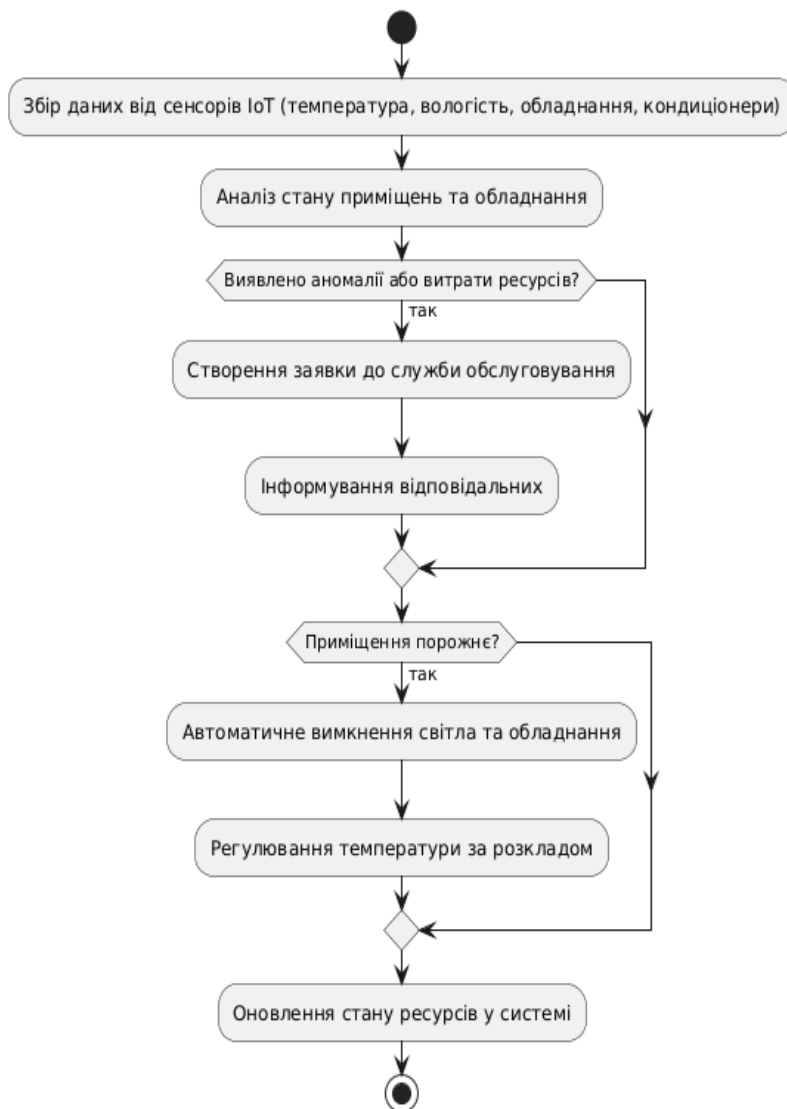 Збір даних від сенсорів IoT (температура, вологість, обладнання, кондиціонери)
Аналіз стану приміщень та обладнання
Виявлено аномалії або витрати ресурсів?
так
Створення заявки до служби обслуговування
Інформування відповідальних
Приміщення порожнє?
так
Автоматичне вимкнення світла та обладнання
Регулювання температури за розкладом
Оновлення стану ресурсів у системі